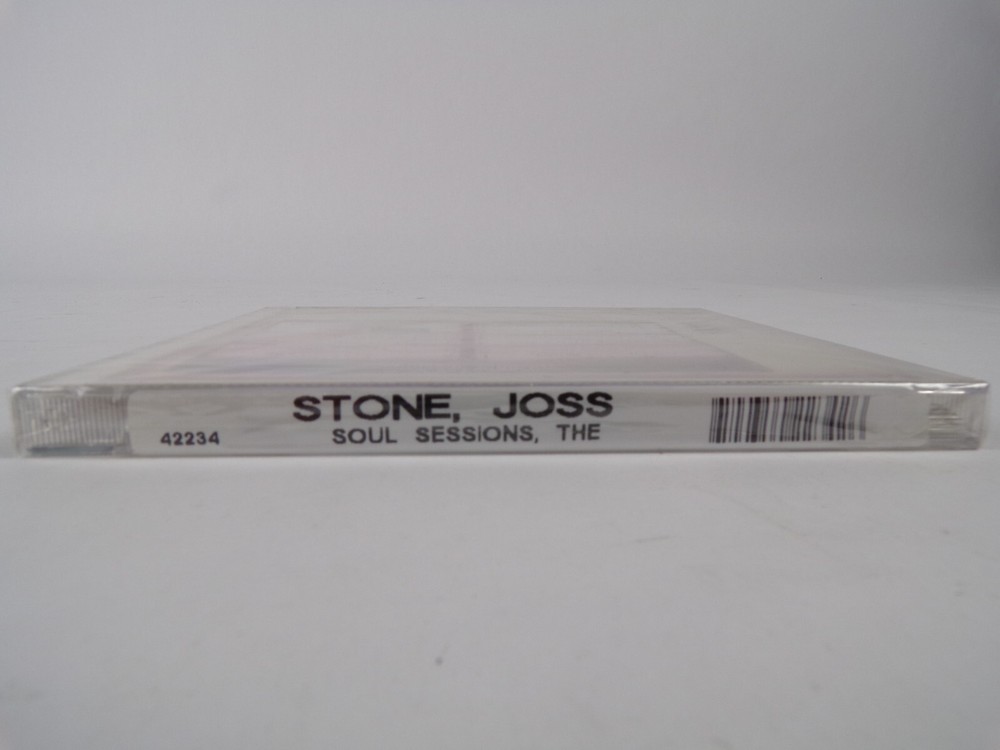 STONE, JOSS
SOUL SESSIONS, THE
42234